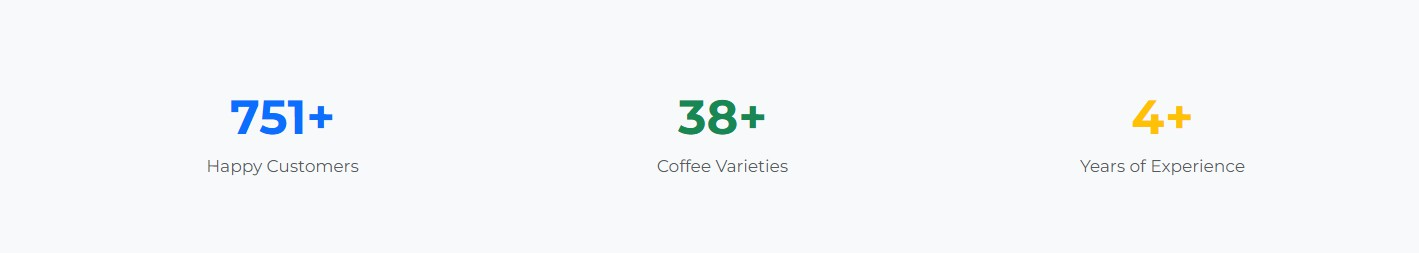 751+
Happy Customers
38+
Coffee Varieties
4+
Years of Experience